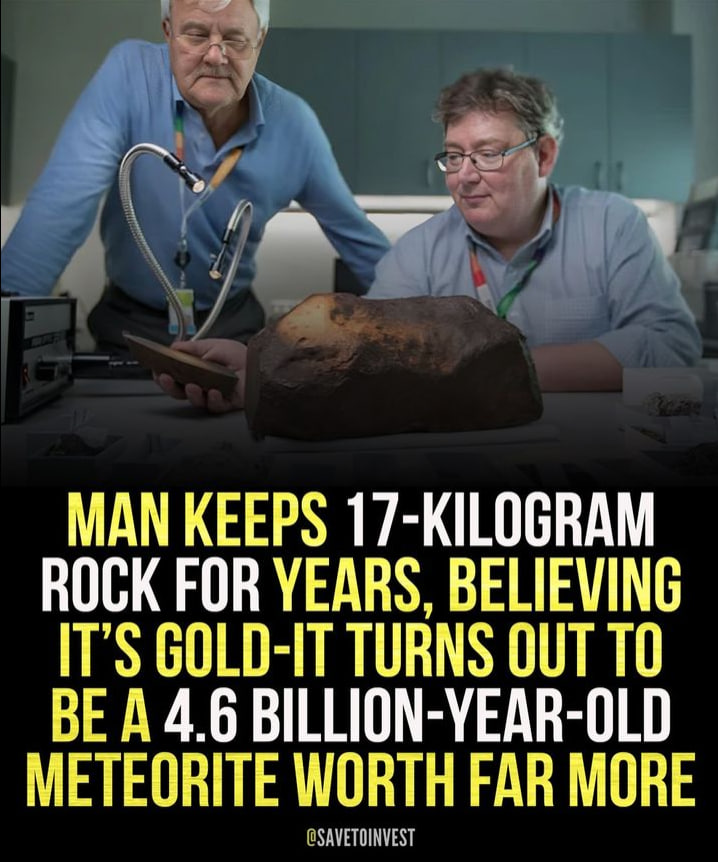 MAN KEEPS 17-KILOGRAM
ROCK FOR YEARS, BELIEVING
IT'S GOLD-IT TURNS OUT TO
BE A 4.6 BILLION-YEAR-OLD
METEORITE WORTH FAR MORE
@SAVETOINVEST